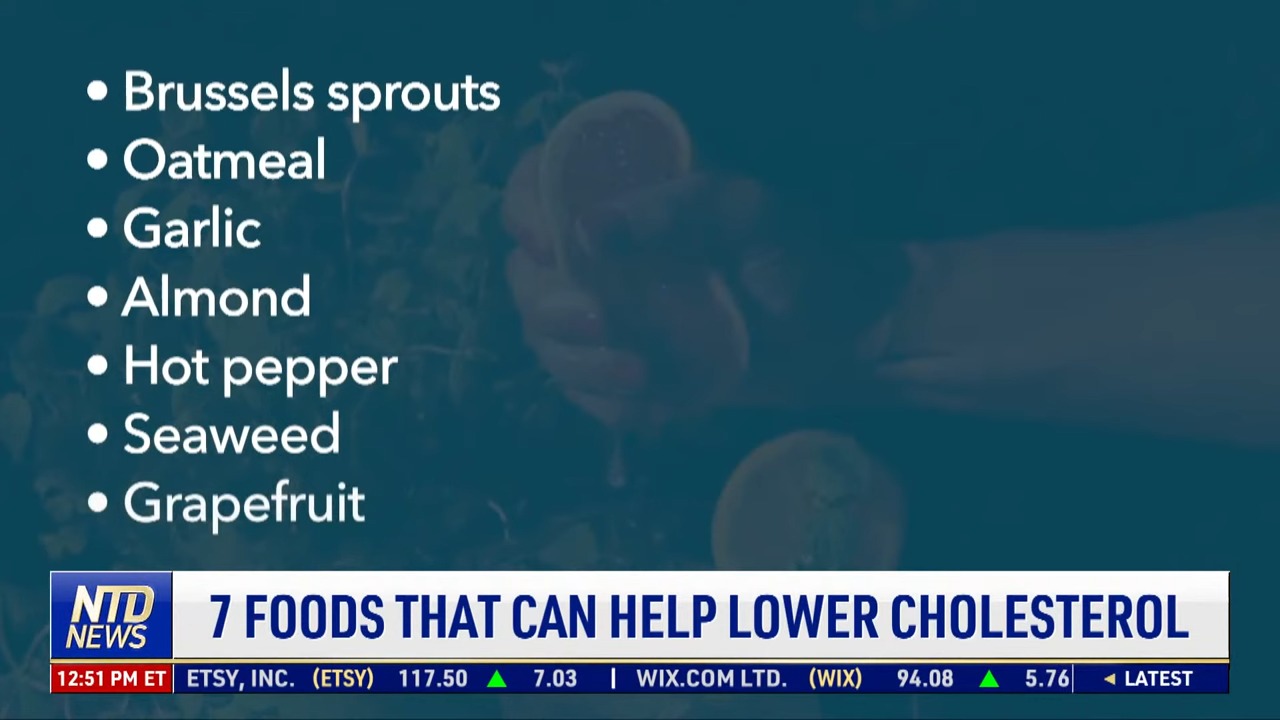 • Brussels sprouts
• Oatmeal
• Garlic
• Almond
• Hot pepper
• Seaweed
• Grapefruit
NTD
NEWS
7 FOODS THAT CAN HELP LOWER CHOLESTEROL
12:51 PM ET ETSY, INC. (ETSY) 117.50 ▲ 7.03 | WIX.COM LTD. (WIX) 94.08 ▲ 5.76 ◄ LATEST